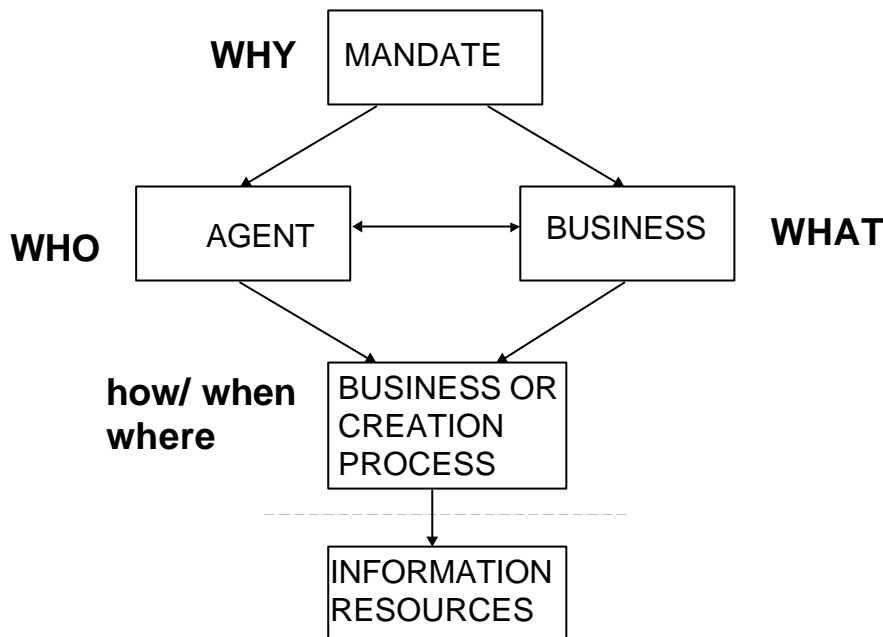 WHY
MANDATE
WHO
AGENT
BUSINESS
WHAT
how/ when
where
BUSINESS OR
CREATION
PROCESS
INFORMATION
RESOURCES